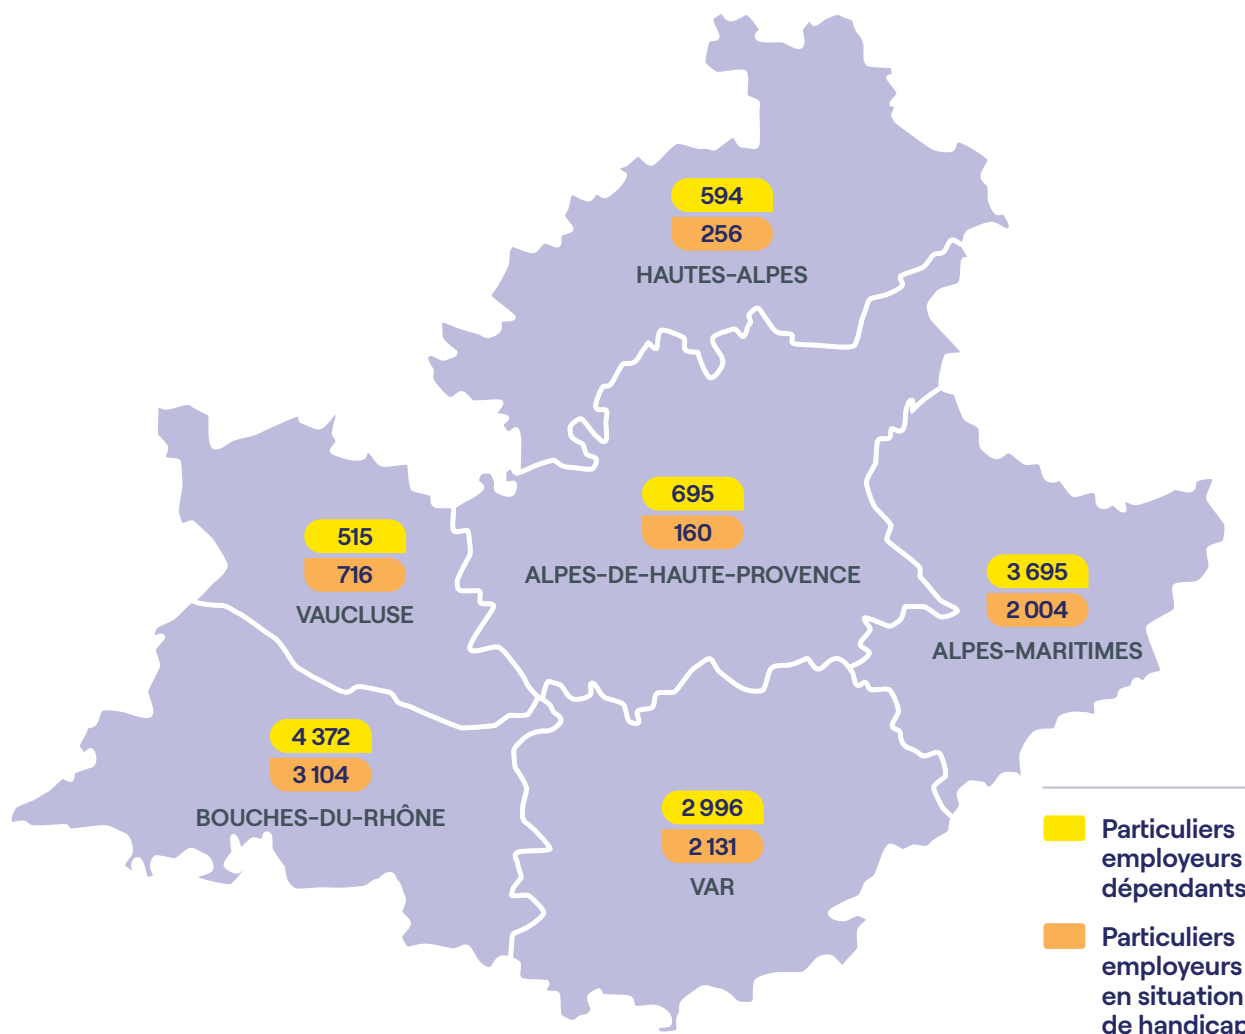 594
256
HAUTES-ALPES
695
160
ALPES-DE-HAUTE-PROVENCE
515
716
VAUCLUSE
3 695
2 004
ALPES-MARITIMES
4 372
3 104
BOUCHES-DU-RHÔNE
2 996
2 131
VAR
Particuliers
employeurs
dépendants
Particuliers
employeurs
en situation
de handicap